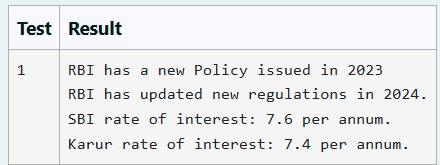 Test Result
1 RBI has a new Policy issued in 2023
RBI has updated new regulations in 2024.
SBI rate of interest: 7.6 per annum.
Karur rate of interest: 7.4 per annum.